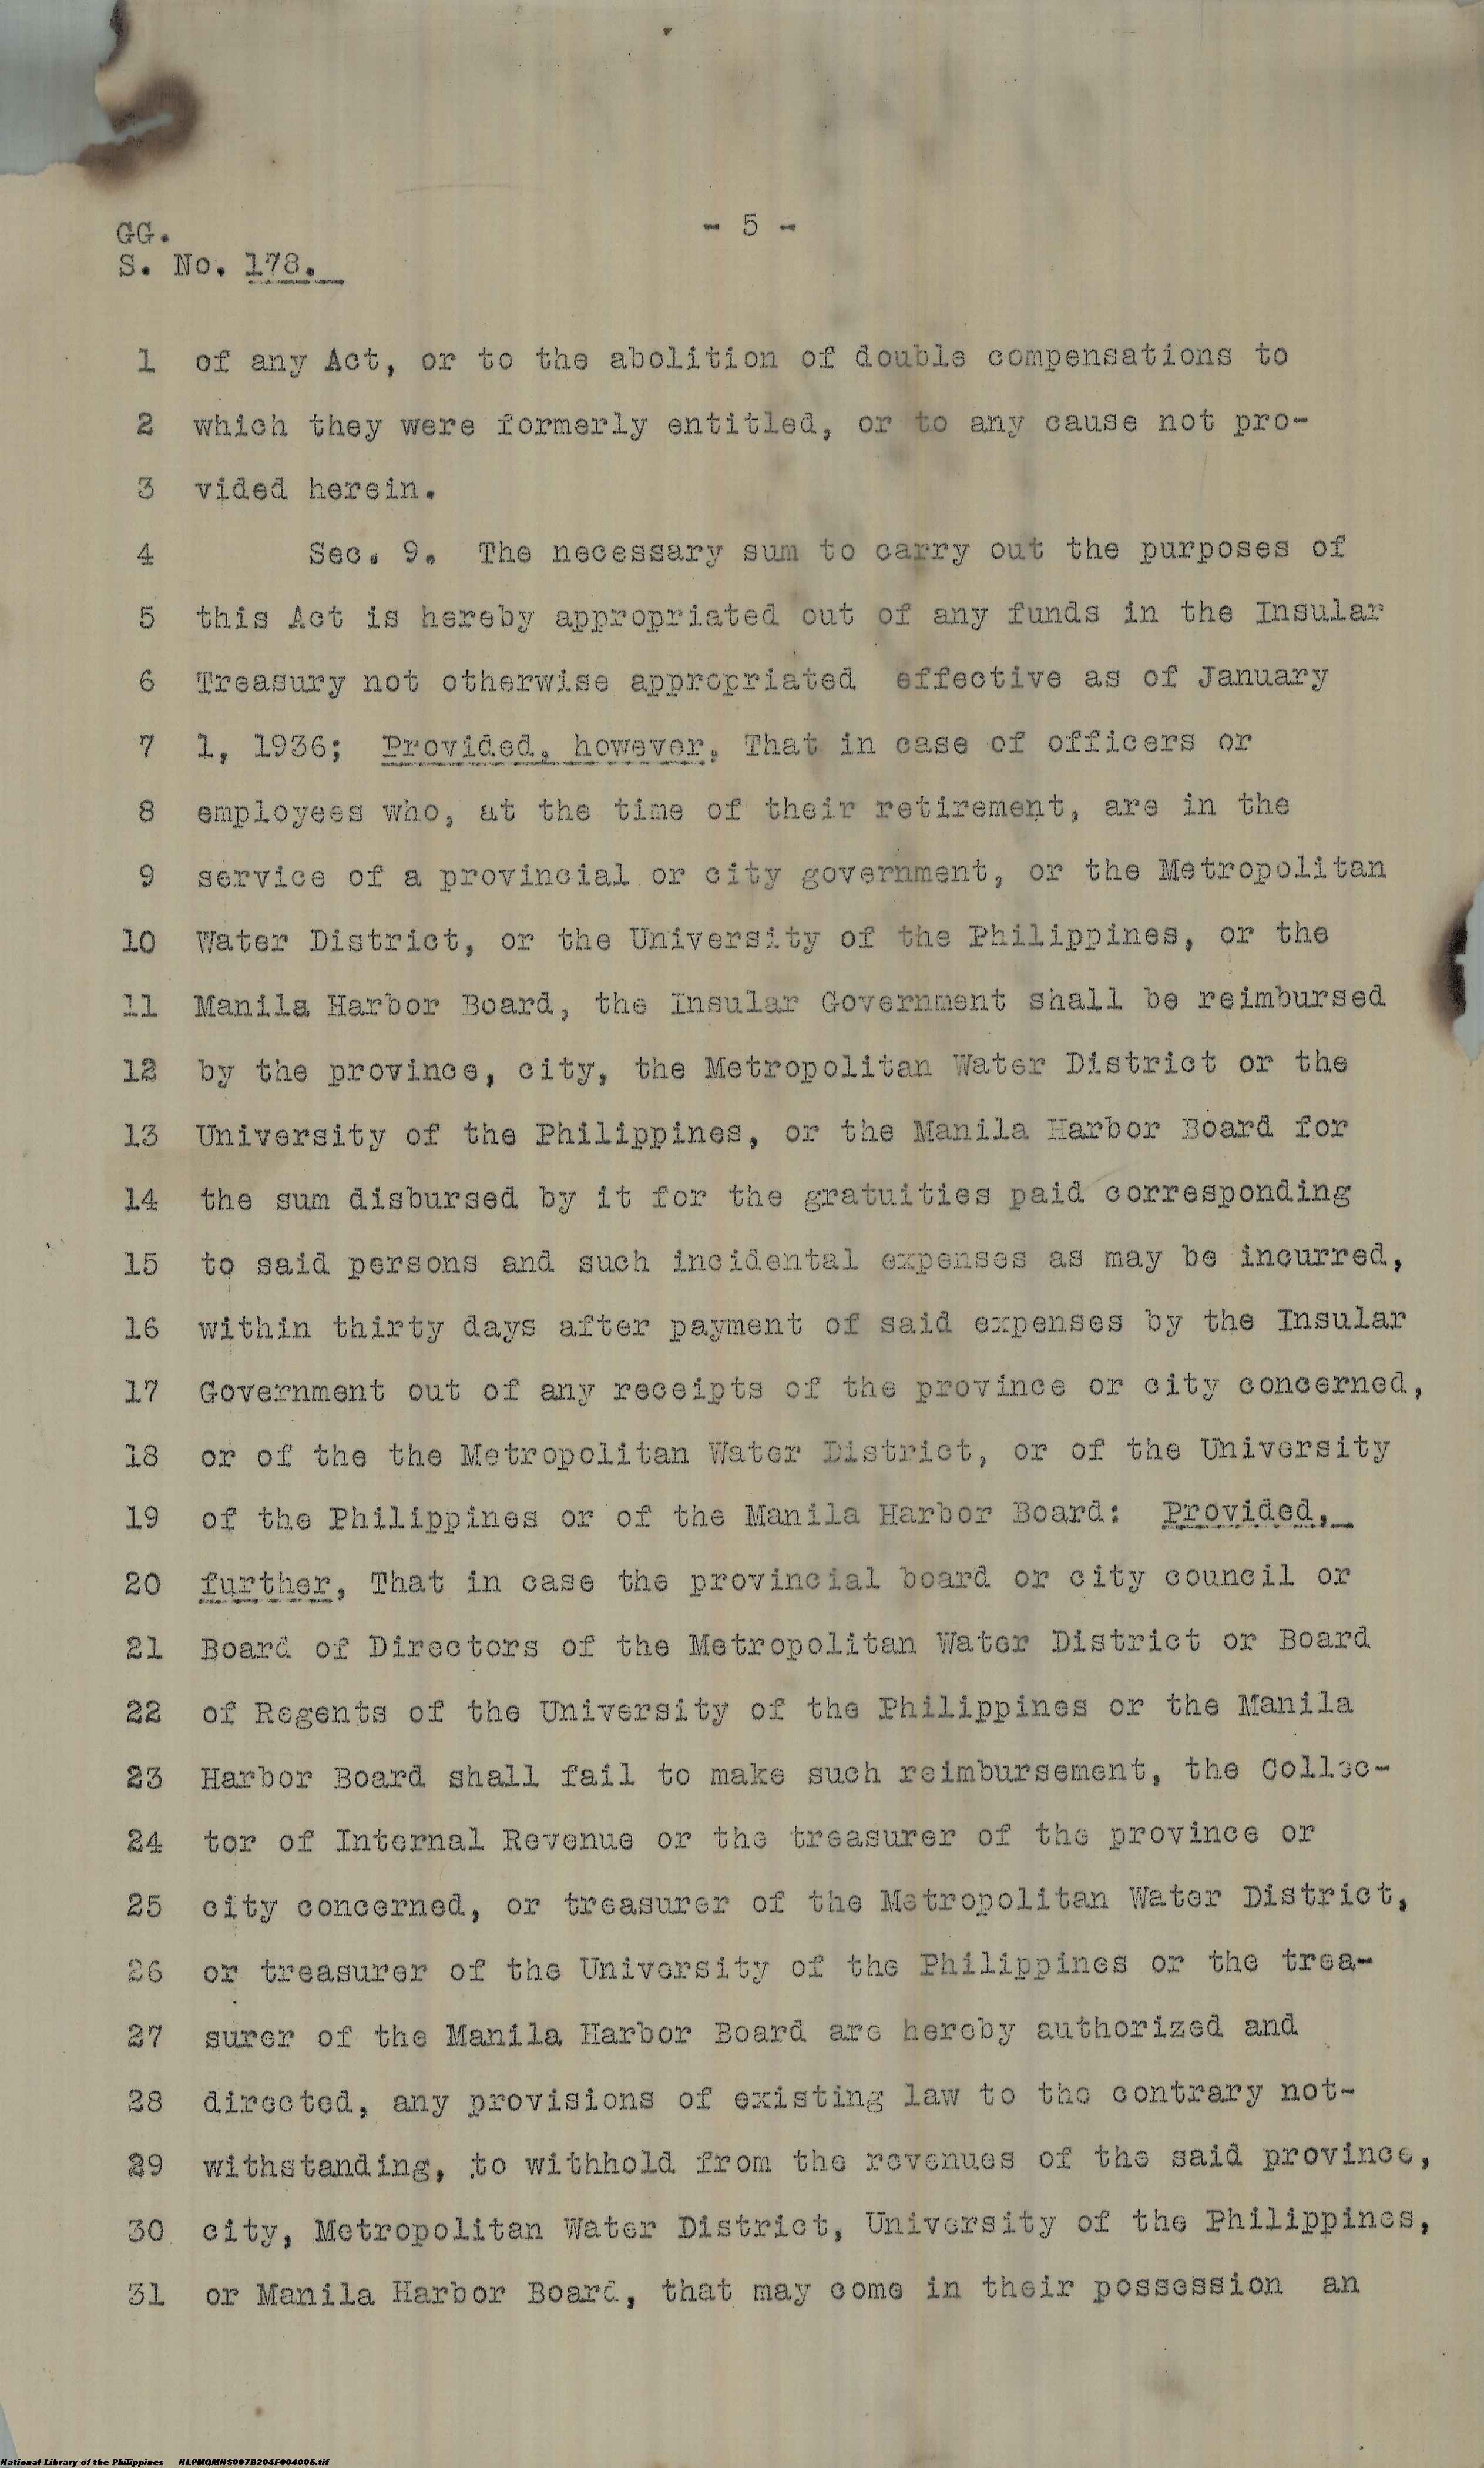 - 5 -
GG.
S. No. 178.
1 of any Act, or to the abolition of double compensations to
2 which they were formerly entitled, or to any cause not pro-
3 vided herein.
4 Sec. 9. The necessary sum to carry out the purposes of
5 this Act is hereby appropriated out of any funds in the Insular
6 Treasury not otherwise appropriated effective as of January
7 1, 1936; Provided, however, That in case of officers or
8 employees who, at the time of their retirement, are in the
9 service of a provincial or city government, or the Metropolitan
10 Water District, or the University of the Philippines, or the
11 Manila Harbor Board, the Insular Government shall be reimbursed
12 by the province, city, the Metropolitan Water District or the
13 University of the Philippines, or the Manila Harbor Board for
14 the sum disbursed by it for the gratuities paid corresponding
15 to said persons and such incidental expenses as may be incurred,
16 within thirty days after payment of said expenses by the Insular
17 Government out of any receipts of the province or city concerned,
18 or of the the Metropolitan Water District, or of the University
19 of the Philippines or of the Manila Harbor Board: Provided,
20 further, That in case the provincial board or city council or
21 Board of Directors of the Metropolitan Water District or Board
22 of Regents of the University of the Philippines or the Manila
23 Harbor Board shall fail to make such reimbursement, the Collec-
24 tor of Internal Revenue or the treasurer of the province or
25 city concerned, or treasurer of the Metropolitan Water District,
26 or treasurer of the University of the Philippines or the trea-
27 surer of the Manila Harbor Board are hereby authorized and
28 directed, any provisions of existing law to the contrary not-
29 withstanding, to withhold from the revenues of the said province,
30 city, Metropolitan Water District, University of the Philippines,
31 or Manila Harbor Board, that may come in their possession an
National Library of the Philippines NLPMQMNS007B204F004005.tif